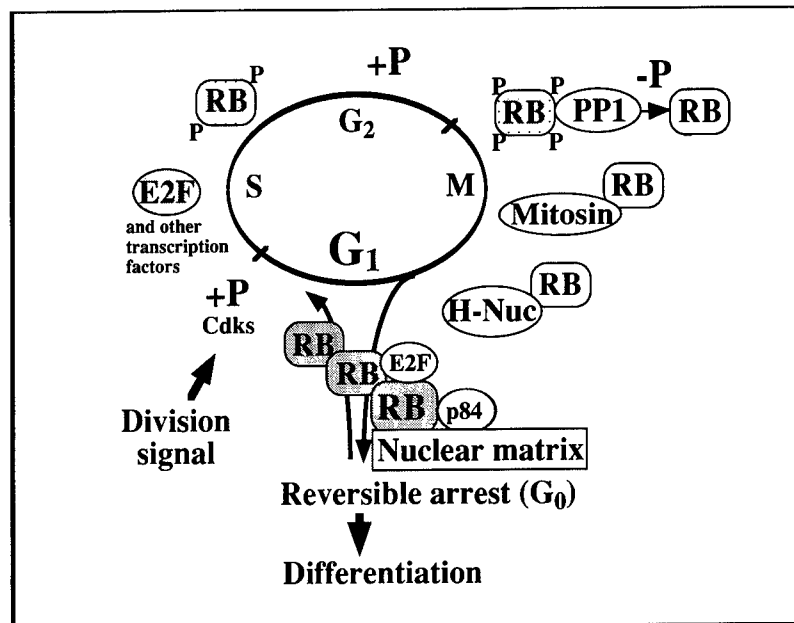 +P
-P
P
RB
P
G2
P P
RB PP1 RB
P P
E2F
and other
transcription
factors
S
M
RB
Mitosin
G1
+P
Cdks
RB
H-Nuc
RB
RB
E2F
RB
p84
Division
signal
Nuclear matrix
Reversible arrest (G0)
Differentiation